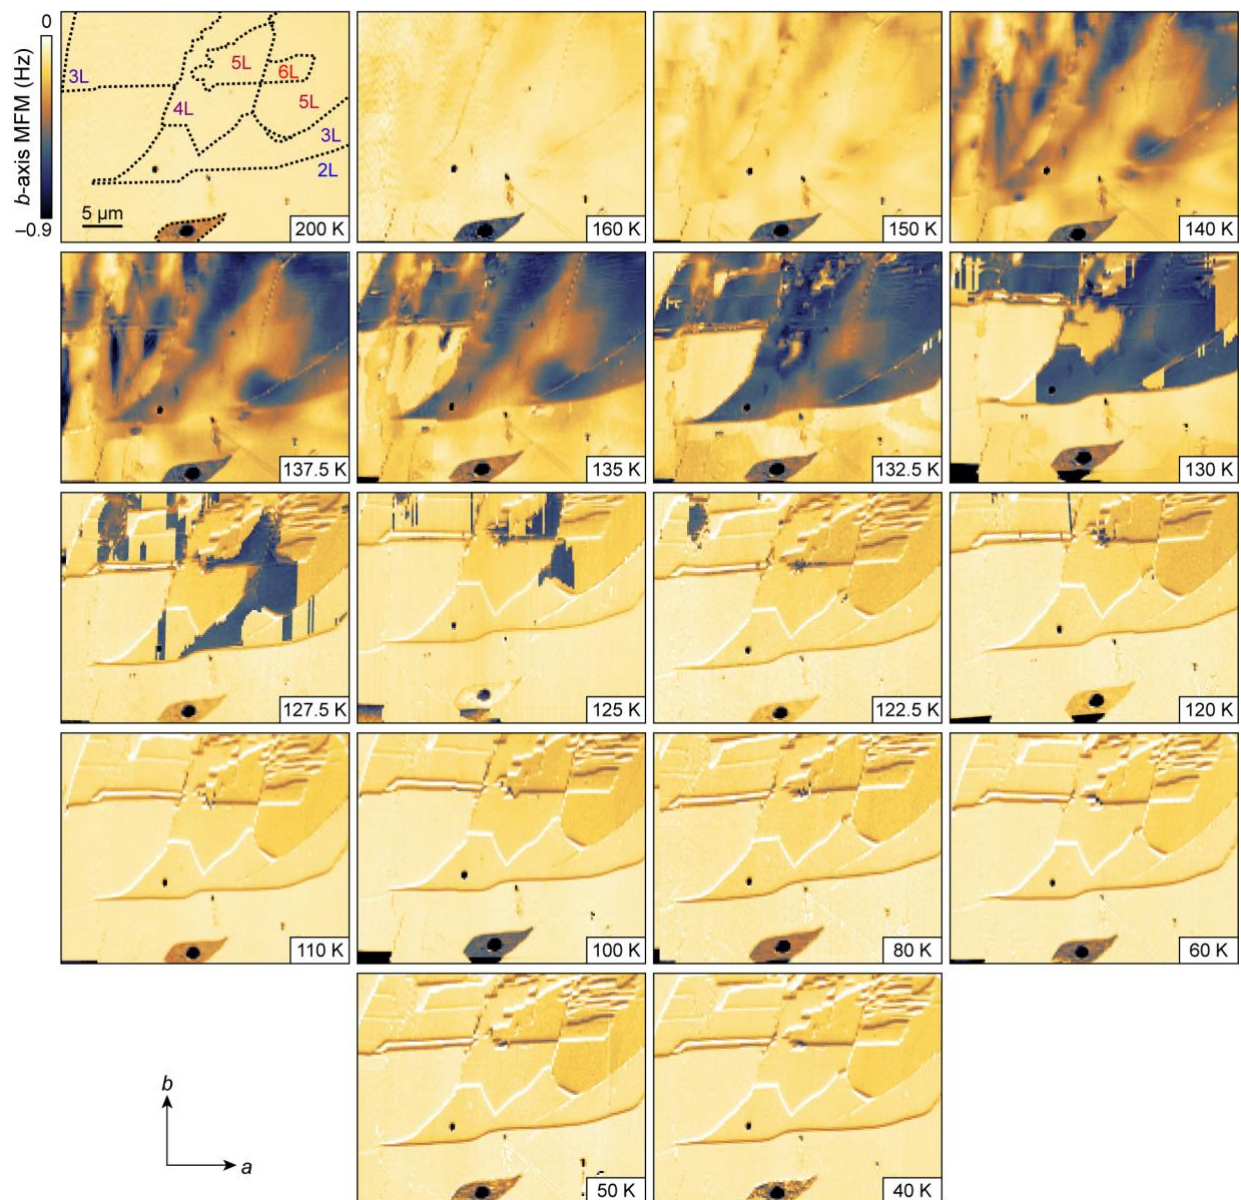 0
b-axis MFM (Hz)
–0.9
3L
5L
6L
4L
5L
3L
2L
5 µm
200 K
160 K
150 K
140 K
137.5 K
135 K
132.5 K
130 K
127.5 K
125 K
122.5 K
120 K
110 K
100 K
80 K
60 K
50 K
40 K
b
a